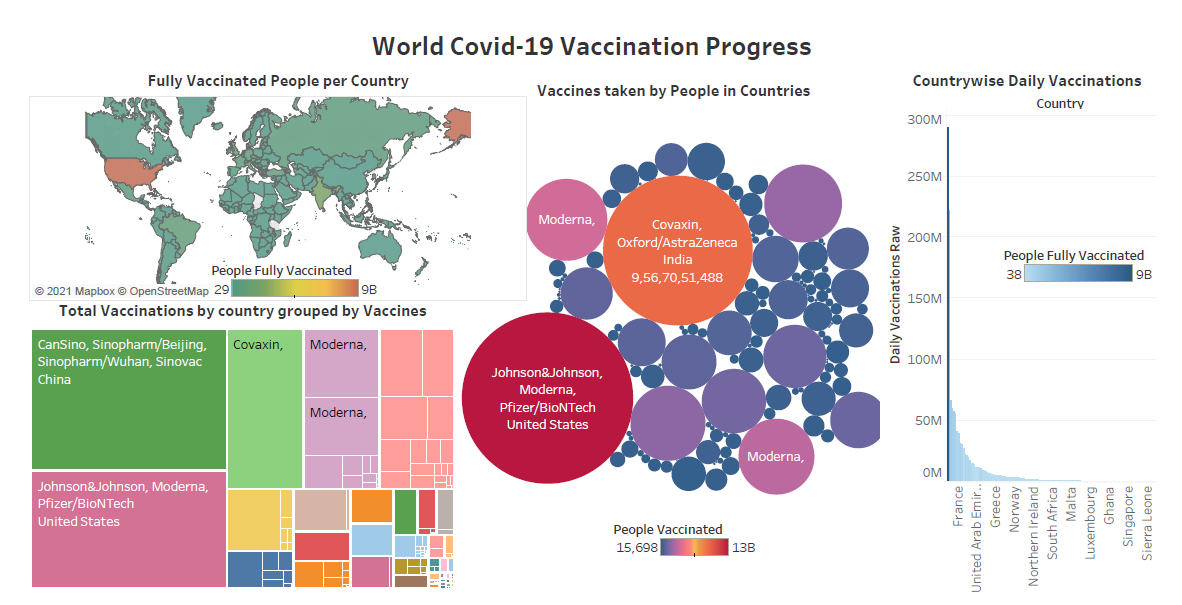 World Covid-19 Vaccination Progress
Fully Vaccinated People per Country
People Fully Vaccinated
© 2021 Mapbox © OpenStreetMap
29
9B
Total Vaccinations by country grouped by Vaccines
CanSino, Sinopharm/Beijing,
Sinopharm/Wuhan, Sinovac
China
Covaxin,
Moderna,
Moderna,
Johnson&Johnson, Moderna,
Pfizer/BioNTech
United States
Vaccines taken by People in Countries
Moderna,
Covaxin,
Oxford/AstraZeneca
India
9,56,70,51,488
Johnson&Johnson,
Moderna,
Pfizer/BioNTech
United States
Moderna,
People Vaccinated
15,698
13B
Countrywise Daily Vaccinations
Country
Daily Vaccinations Raw
300M
250M
200M
150M
100M
50M
0M
People Fully Vaccinated
38
9B
France
United Arab Emir..
Greece
Norway
Northern Ireland
South Africa
Malta
Luxembourg
Ghana
Singapore
Sierra Leone